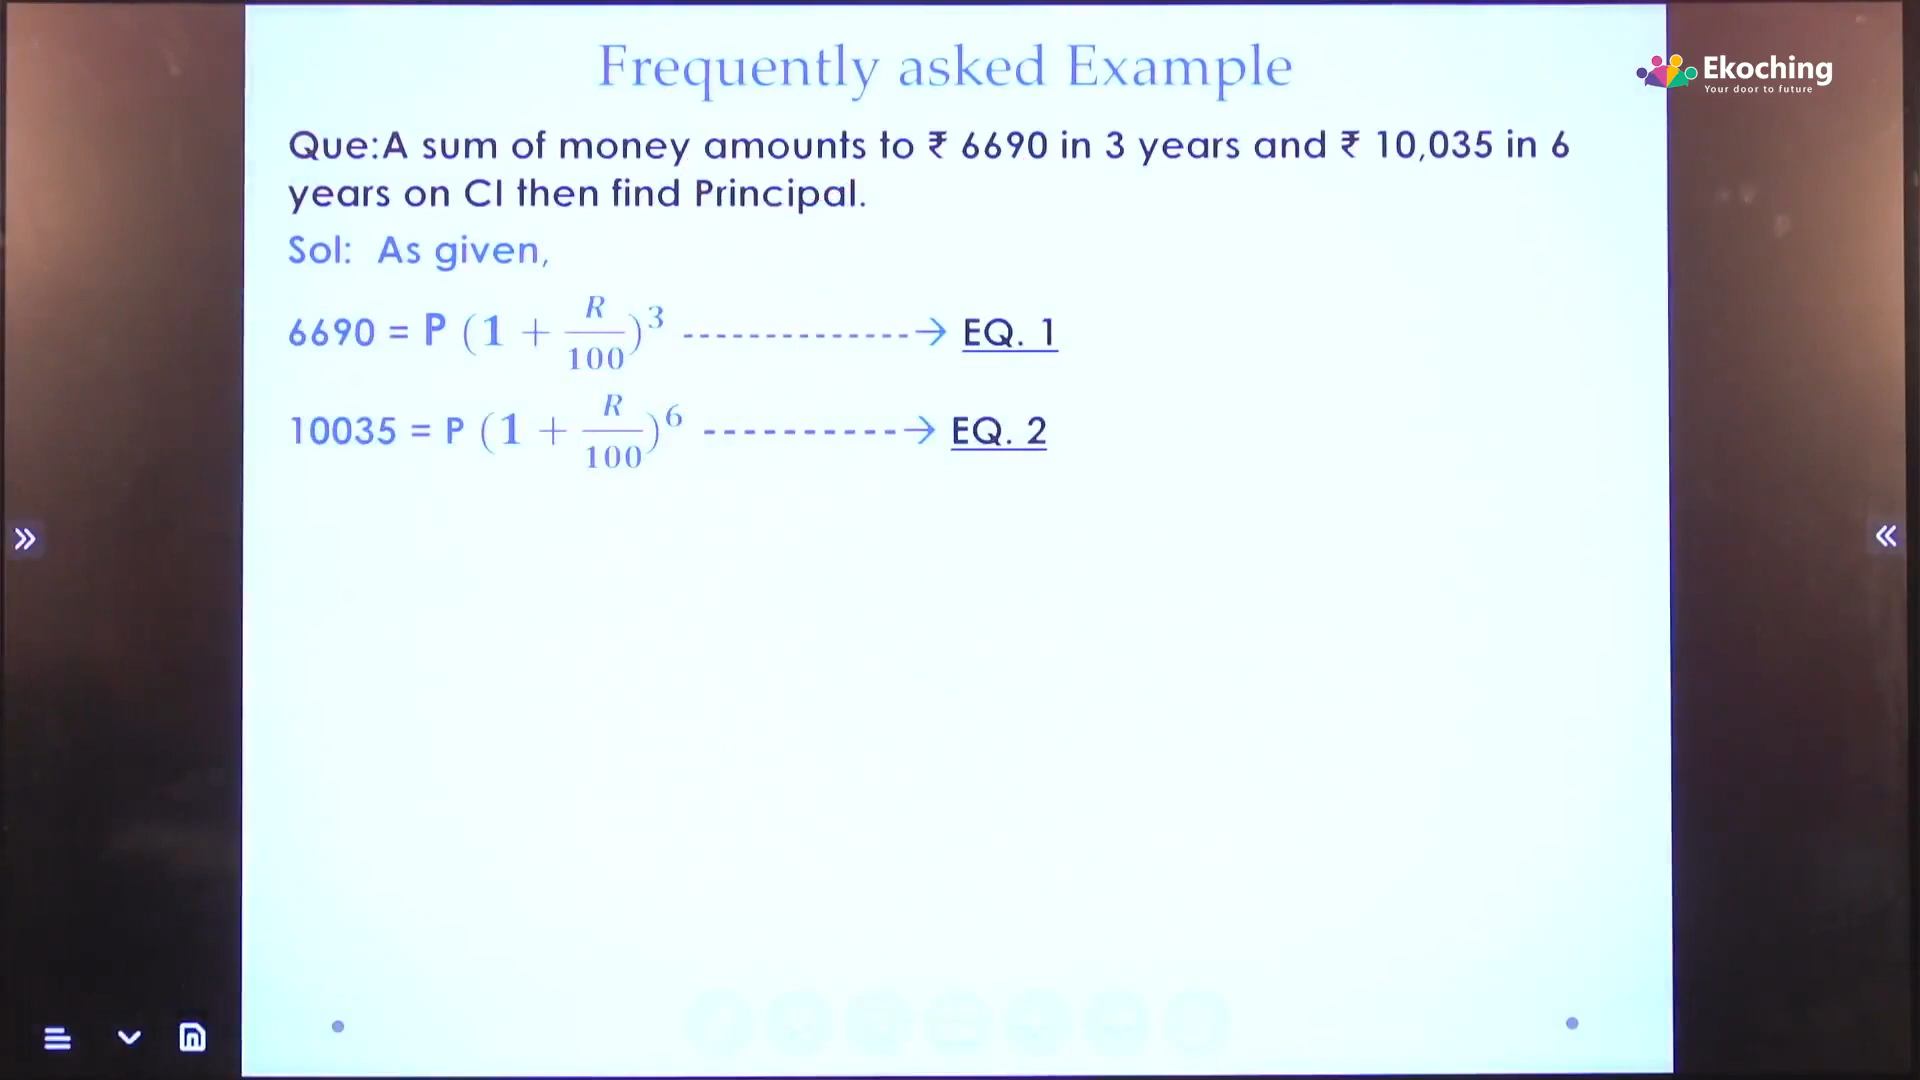 Frequently asked Example
Ekoching
Your door to future
Que:A sum of money amounts to ₹ 6690 in 3 years and ₹ 10,035 in 6
years on CI then find Principal.
Sol: As given,
6690 = P (1 + R/100)^3 --------------→ EQ. 1
10035 = P (1 + R/100)^6 -----------→ EQ. 2